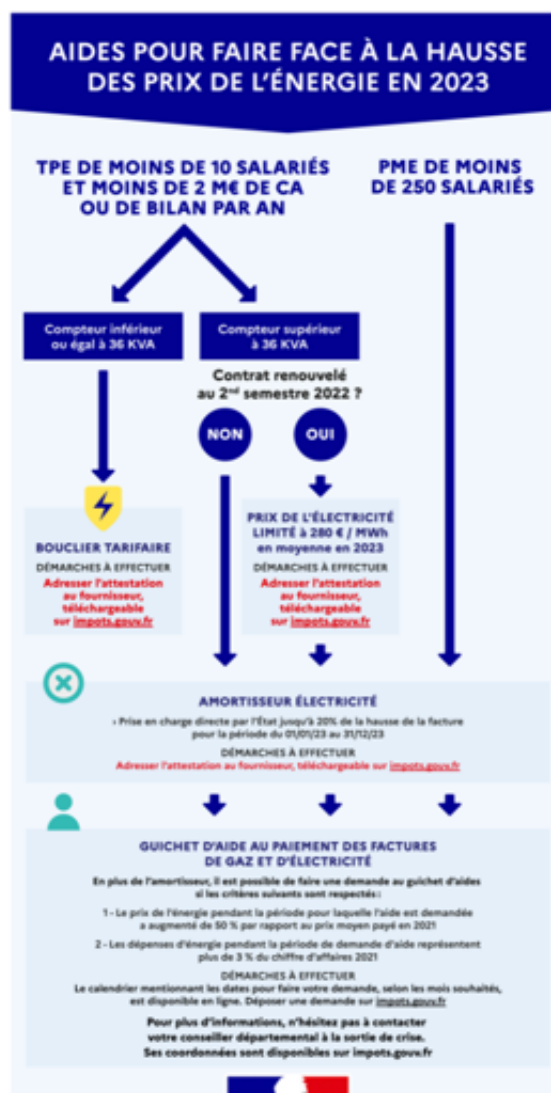 AIDES POUR FAIRE FACE À LA HAUSSE
DES PRIX DE L'ÉNERGIE EN 2023
TPE DE MOINS DE 10 SALARIÉS
ET MOINS DE 2 M€ DE CA
OU DE BILAN PAR AN
PME DE MOINS
DE 250 SALARIÉS
Compteur inférieur
ou égal à 36 KVA
Compteur supérieur
à 36 KVA
Contrat renouvelé
au 2nd semestre 2022 ?
NON
OUI
BOUCLIER TARIFAIRE
DÉMARCHES À EFFECTUER
Adresser l'attestation
au fournisseur,
téléchargeable
sur impots.gouv.fr
PRIX DE L'ÉLECTRICITÉ
LIMITÉ à 280 € / MWh
en moyenne en 2023
DÉMARCHES À EFFECTUER
Adresser l'attestation
au fournisseur,
téléchargeable
sur impots.gouv.fr
AMORTISSEUR ÉLECTRICITÉ
› Prise en charge directe par l'État jusqu'à 20% de la hausse de la facture
pour la période du 01/01/23 au 31/12/23
DÉMARCHES À EFFECTUER
Adresser l'attestation au fournisseur, téléchargeable sur impots.gouv.fr
GUICHET D'AIDE AU PAIEMENT DES FACTURES
DE GAZ ET D'ÉLECTRICITÉ
En plus de l'amortisseur, il est possible de faire une demande au guichet d'aides
si les critères suivants sont respectés :
1 - Le prix de l'énergie pendant la période pour laquelle l'aide est demandée
a augmenté de 50 % par rapport au prix moyen payé en 2021
2 - Les dépenses d'énergie pendant la période de demande d'aide représentent
plus de 3 % du chiffre d'affaires 2021
DÉMARCHES À EFFECTUER
Le calendrier mentionnant les dates pour faire votre demande, selon les mois souhaités,
est disponible en ligne. Déposer une demande sur impots.gouv.fr
Pour plus d'informations, n'hésitez pas à contacter
votre conseiller départemental à la sortie de crise.
Ses coordonnées sont disponibles sur impots.gouv.fr